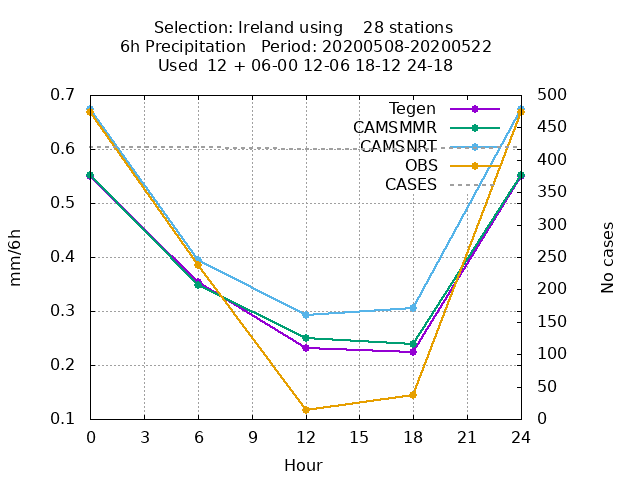 Selection: Ireland using    28 stations
6h Precipitation   Period: 20200508-20200522
Used  12 + 06-00 12-06 18-12 24-18
0.7
0.6
0.5
0.4
0.3
0.2
0.1
mm/6h
Tegen
CAMSMMR
CAMSNRT
OBS
CASES
500
450
400
350
300
250
200
150
100
50
0
No cases
0 3 6 9 12 15 18 21 24
Hour